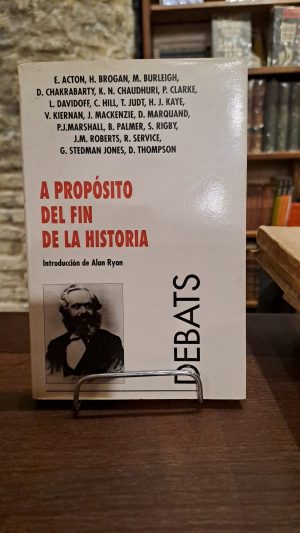 E. ACTON, H. BROGAN, M. BURLEIGH,
D. CHAKRABARTY, K. N. CHAUDHURI, P. CLARKE,
L. DAVIDOFF, C. HILL, T. JUDT, H. J. KAYE,
V. KIERNAN, J. MACKENZIE, D. MARQUAND,
P.J.MARSHALL, B. PALMER, S. RIGBY,
J.M. ROBERTS, R. SERVICE,
G. STEDMAN JONES, D. THOMPSON
A PROPÓSITO
DEL FIN
DE LA HISTORIA
Introducción de Alan Ryan
DEBATS